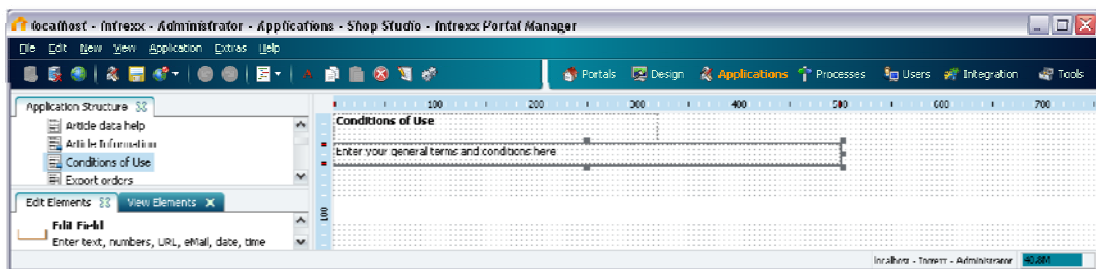 localhost - Intrexx - Administrator - Applications - Shop Studio - Intrexx Portal Manager
File Edit New View Application Extras Help
Portals Design Applications Processes Users Integration Tools
Application Structure
100 200 300 400 500 600 700
Article data help
Article Information
Conditions of Use
Export orders
Conditions of Use
Enter your general terms and conditions here
Edit Elements View Elements
100
Edit Field
Enter text, numbers, URL, eMail, date, time
localhost - Intrexx - Administrator 40.8M